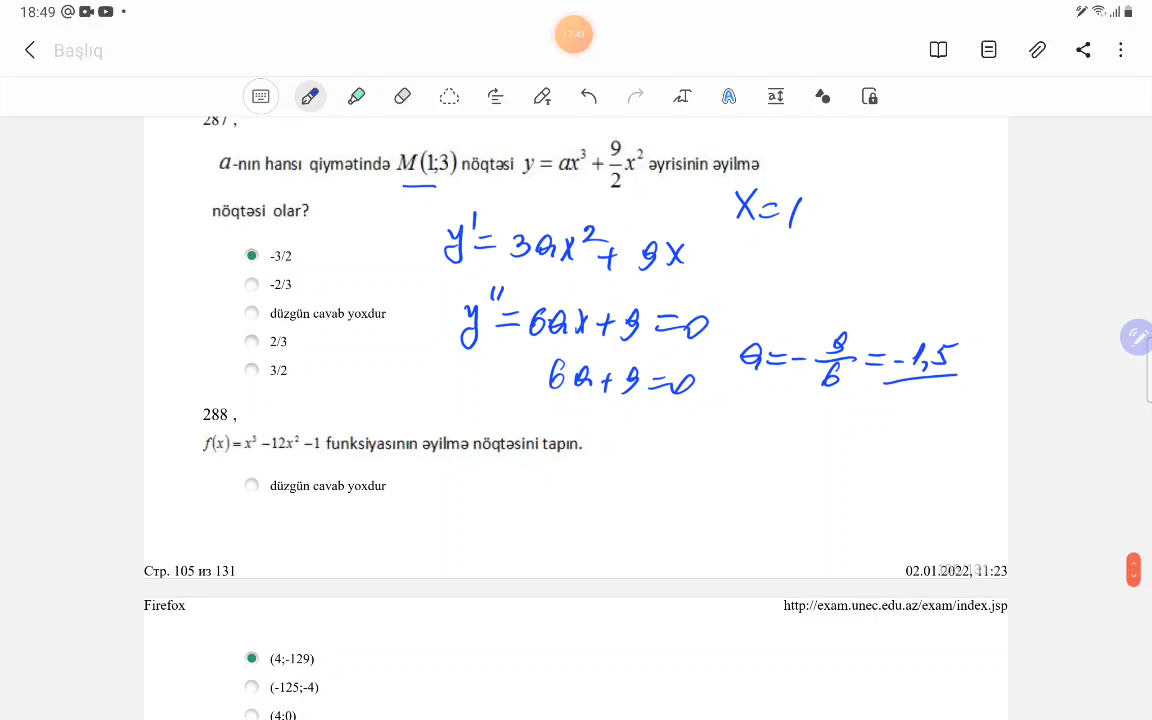 18:49
Başlıq
17:43
287 ,
a-nın hansı qiymətində M(1;3) nöqtəsi y = ax³ + 9/2 x² əyrisinin əyilmə
nöqtəsi olar?
x = 1
y' = 3ax² + 9x
-3/2
-2/3
y'' = 6ax + 9 = 0
düzgün cavab yoxdur
2/3
a = - 9/6 = -1,5
3/2
6a + 9 = 0
288 ,
f(x) = x³ −12x² −1 funksiyasının əyilmə nöqtəsini tapın.
düzgün cavab yoxdur
Стр. 105 из 131
02.01.2022, 11:23
Firefox
http://exam.unec.edu.az/exam/index.jsp
(4;-129)
(-125;-4)
(4;0)